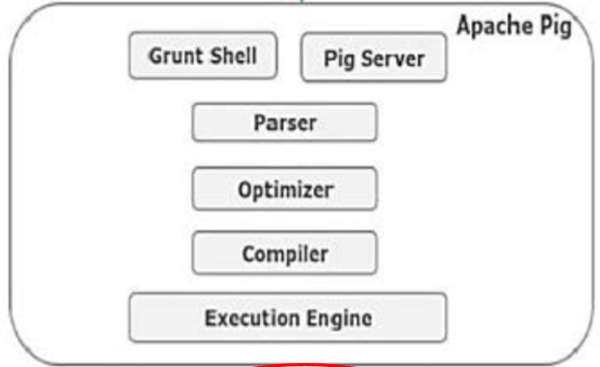 Apache Pig
Grunt Shell
Pig Server
Parser
Optimizer
Compiler
Execution Engine